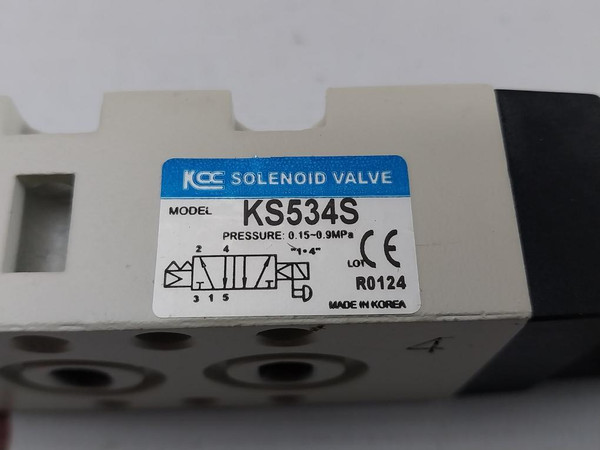 KCC SOLENOID VALVE
MODEL KS534S
PRESSURE: 0.15~0.9MPa
"1•4"
2 4
LOT CE
3 1 5
R0124
MADE IN KOREA
4